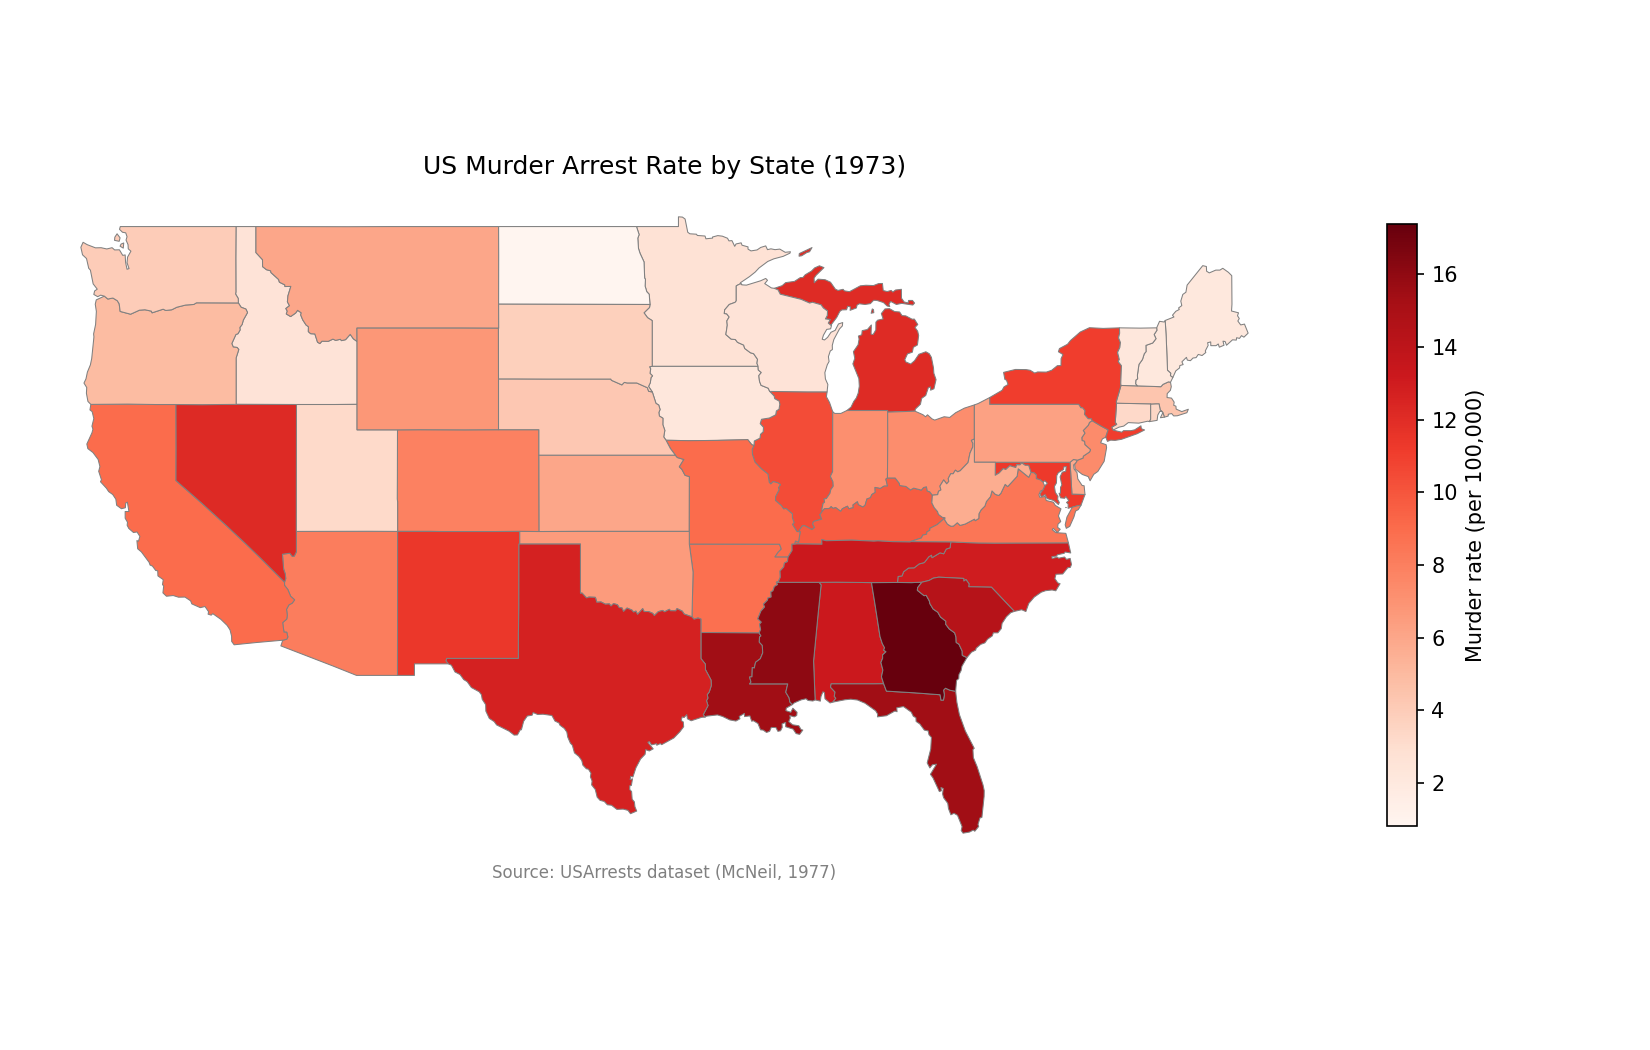 US Murder Arrest Rate by State (1973)
16
14
12
10
8
6
4
2
Murder rate (per 100,000)
Source: USArrests dataset (McNeil, 1977)